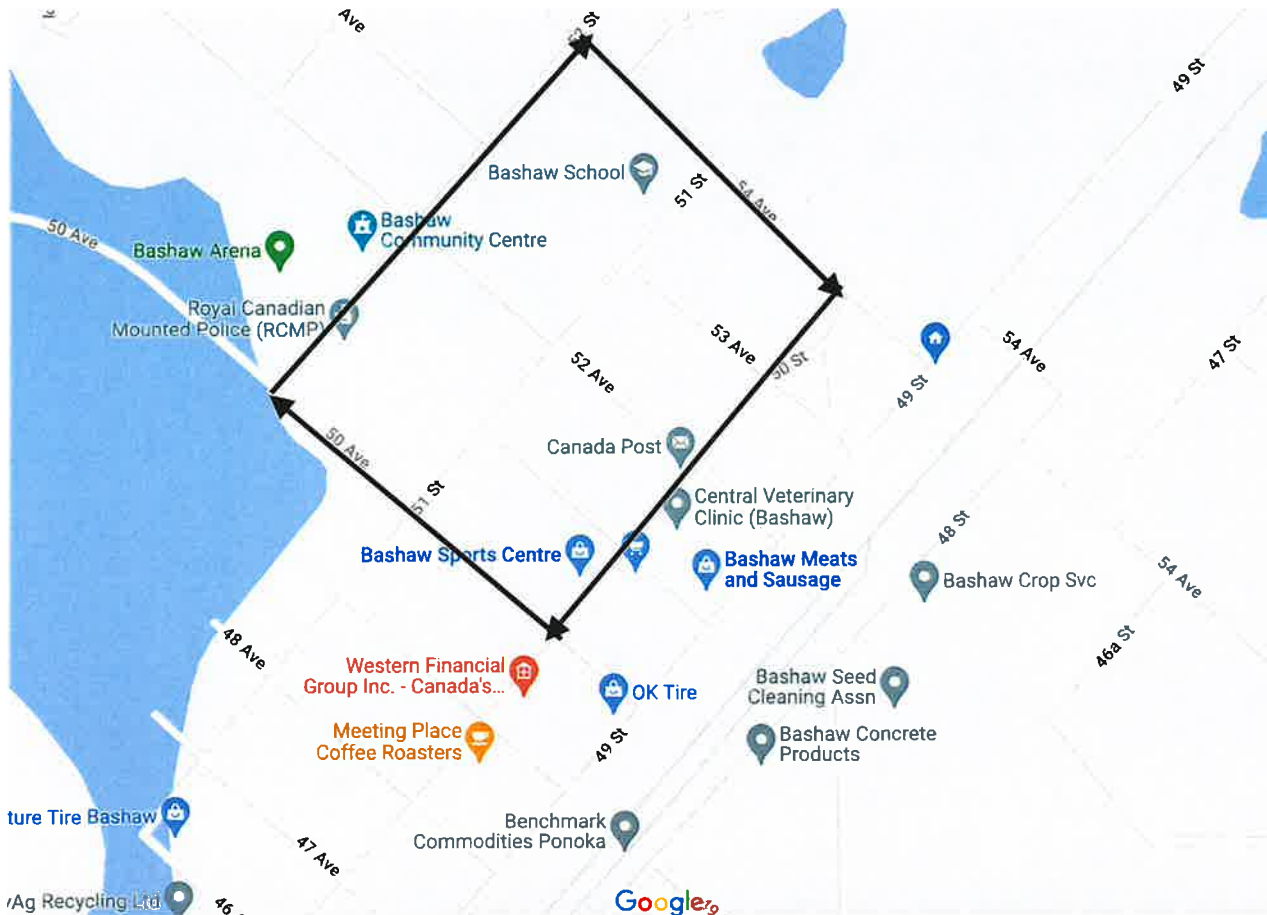 Ave
52 St
49 St
Bashaw School
51 St
54 Ave
50 Ave
Bashaw Arena
Bashaw
Community Centre
Royal Canadian
Mounted Police (RCMP)
53 Ave
50 St
52 Ave
54 Ave
47 St
49 St
50 Ave
51 St
Canada Post
Central Veterinary
Clinic (Bashaw)
48 St
Bashaw Sports Centre
Bashaw Meats
and Sausage
Bashaw Crop Svc
54 Ave
48 Ave
46a St
Western Financial
Group Inc. - Canada's...
OK Tire
Bashaw Seed
Cleaning Assn
Meeting Place
Coffee Roasters
49 St
Bashaw Concrete
Products
ture Tire Bashaw
Benchmark
Commodities Ponoka
47 Ave
Ag Recycling Ltd
46
Google